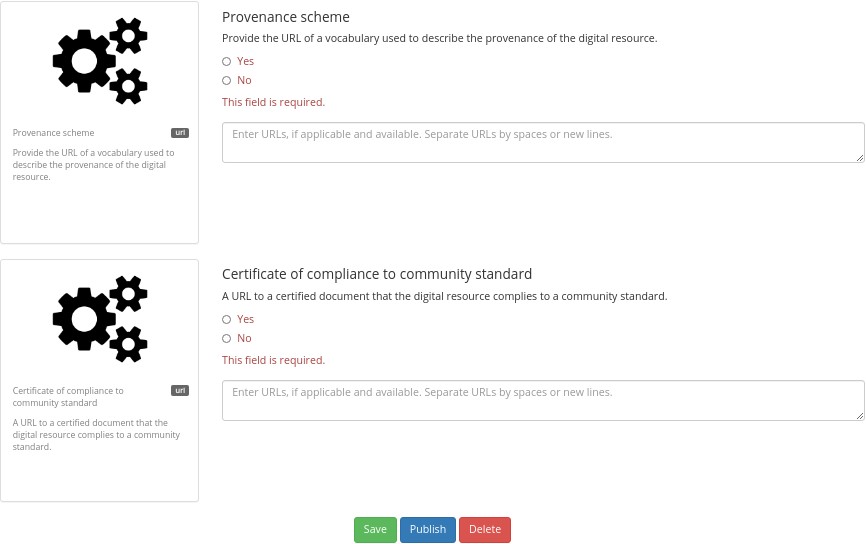 Provenance scheme
Provide the URL of a vocabulary used to describe the provenance of the digital resource.
Yes
No
This field is required.
Enter URLs, if applicable and available. Separate URLs by spaces or new lines.
Provenance scheme
url
Provide the URL of a vocabulary used to
describe the provenance of the digital
resource.
Certificate of compliance to community standard
A URL to a certified document that the digital resource complies to a community standard.
Yes
No
This field is required.
Enter URLs, if applicable and available. Separate URLs by spaces or new lines.
Certificate of compliance to
community standard
url
A URL to a certified document that the
digital resource complies to a community
standard.
Save
Publish
Delete